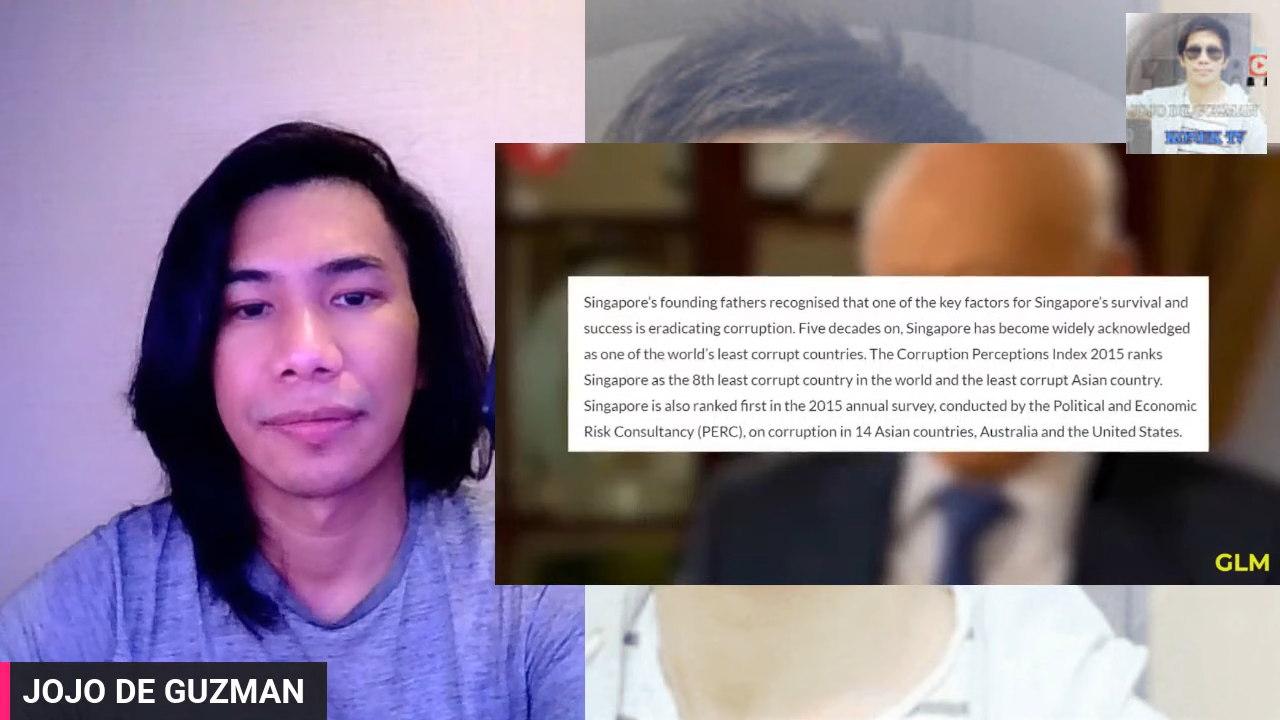 JOJO DE GUZMAN
Singapore's founding fathers recognised that one of the key factors for Singapore's survival and
success is eradicating corruption. Five decades on, Singapore has become widely acknowledged
as one of the world's least corrupt countries. The Corruption Perceptions Index 2015 ranks
Singapore as the 8th least corrupt country in the world and the least corrupt Asian country.
Singapore is also ranked first in the 2015 annual survey, conducted by the Political and Economic
Risk Consultancy (PERC), on corruption in 14 Asian countries, Australia and the United States.
GLM
JOJO DE GUZMAN